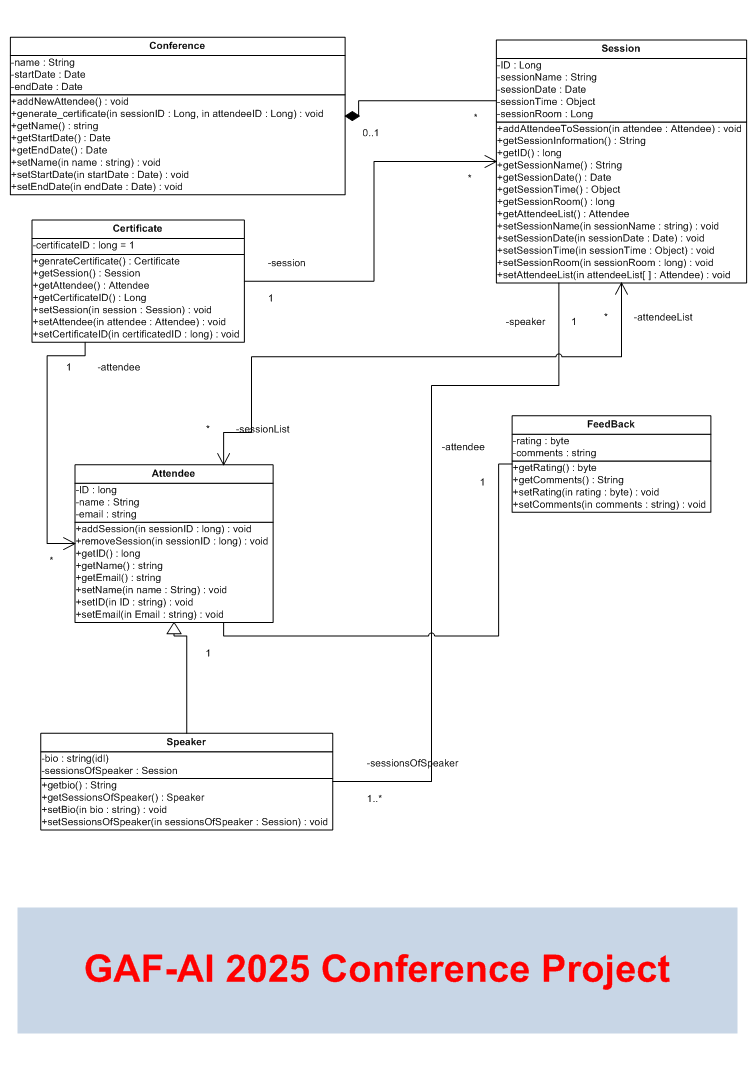 Conference
-name : String
-startDate : Date
-endDate : Date
+addNewAttendee() : void
+generate_certificate(in sessionID : Long, in attendeeID : Long) : void
+getName() : string
+getStartDate() : Date
+getEndDate() : Date
+setName(in name : string) : void
+setStartDate(in startDate : Date) : void
+setEndDate(in endDate : Date) : void
Session
-ID : Long
-sessionName : String
-sessionDate : Date
-sessionTime : Object
-sessionRoom : Long
+addAttendeeToSession(in attendee : Attendee) : void
+getSessionInformation() : String
+getID() : long
+getSessionName() : String
+getSessionDate() : Date
+getSessionTime() : Object
+getSessionRoom() : long
+getAttendeeList() : Attendee
+setSessionName(in sessionName : string) : void
+setSessionDate(in sessionDate : Date) : void
+setSessionTime(in sessionTime : Object) : void
+setSessionRoom(in sessionRoom : long) : void
+setAttendeeList(in attendeeList[ ] : Attendee) : void
0..1
*
*
Certificate
-certificateID : long = 1
+genrateCertificate() : Certificate
+getSession() : Session
+getAttendee() : Attendee
+getCertificateID() : Long
+setSession(in session : Session) : void
+setAttendee(in attendee : Attendee) : void
+setCertificateID(in certificatedID : long) : void
-session
1
-speaker
1
*
-attendeeList
1
-attendee
*
-sessionList
-attendee
1
FeedBack
-rating : byte
-comments : string
+getRating() : byte
+getComments() : String
+setRating(in rating : byte) : void
+setComments(in comments : string) : void
Attendee
-ID : long
-name : String
-email : string
+addSession(in sessionID : long) : void
+removeSession(in sessionID : long) : void
+getID() : long
+getName() : string
+getEmail() : string
+setName(in name : String) : void
+setID(in ID : string) : void
+setEmail(in Email : string) : void
*
1
Speaker
-bio : string(idl)
-sessionsOfSpeaker : Session
+getbio() : String
+getSessionsOfSpeaker() : Speaker
+setBio(in bio : string) : void
+setSessionsOfSpeaker(in sessionsOfSpeaker : Session) : void
-sessionsOfSpeaker
1..*
GAF-AI 2025 Conference Project